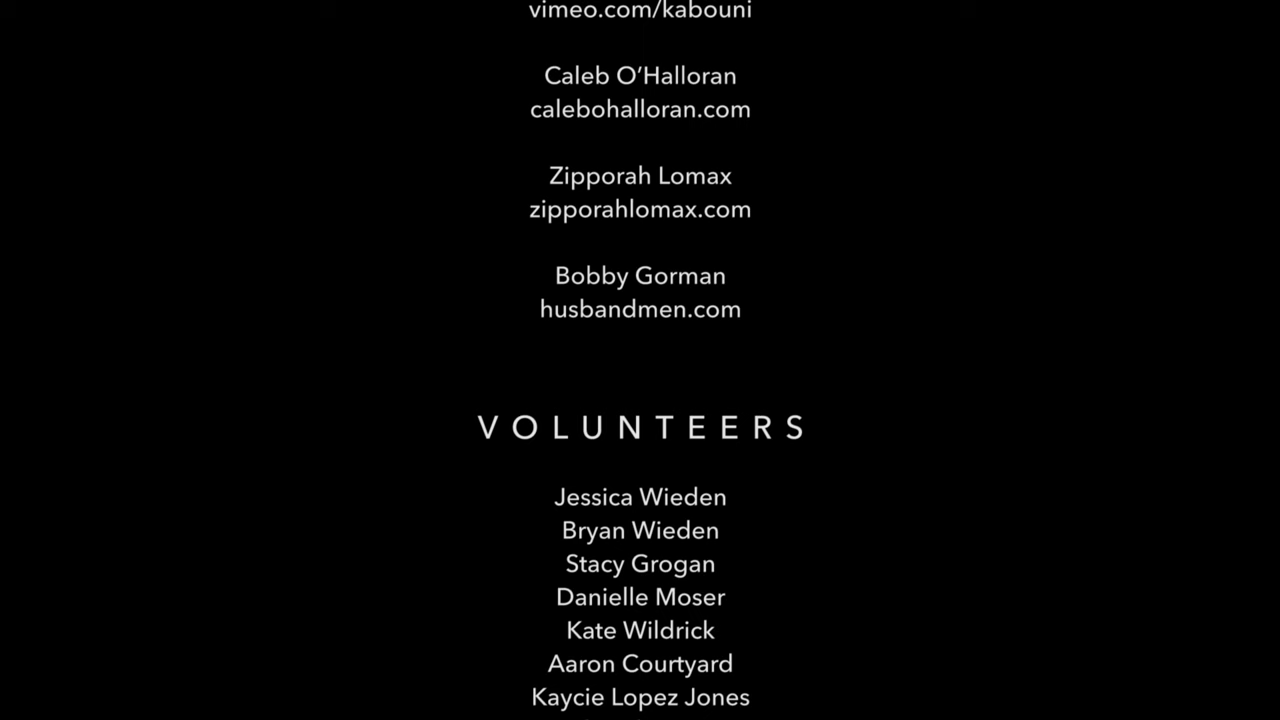 vimeo.com/kabouni
Caleb O’Halloran
calebohalloran.com
Zipporah Lomax
zipporahlomax.com
Bobby Gorman
husbandmen.com
VOLUNTEERS
Jessica Wieden
Bryan Wieden
Stacy Grogan
Danielle Moser
Kate Wildrick
Aaron Courtyard
Kaycie Lopez Jones